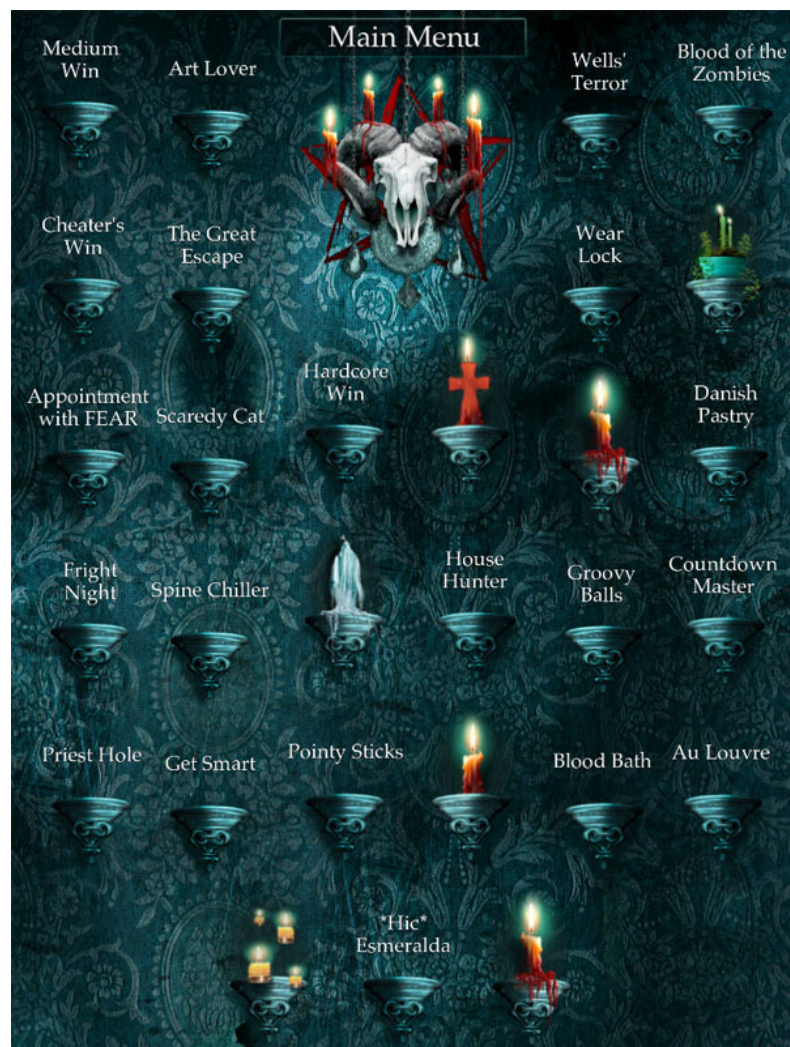 Main Menu
Medium
Win
Art Lover
Wells'
Terror
Blood of the
Zombies
Cheater's
Win
The Great
Escape
Wear
Lock
Appointment
with FEAR
Scaredy Cat
Hardcore
Win
Danish
Pastry
Fright
Night
Spine Chiller
House
Hunter
Groovy
Balls
Countdown
Master
Priest Hole
Get Smart
Pointy Sticks
Blood Bath
Au Louvre
*Hic*
Esmeralda